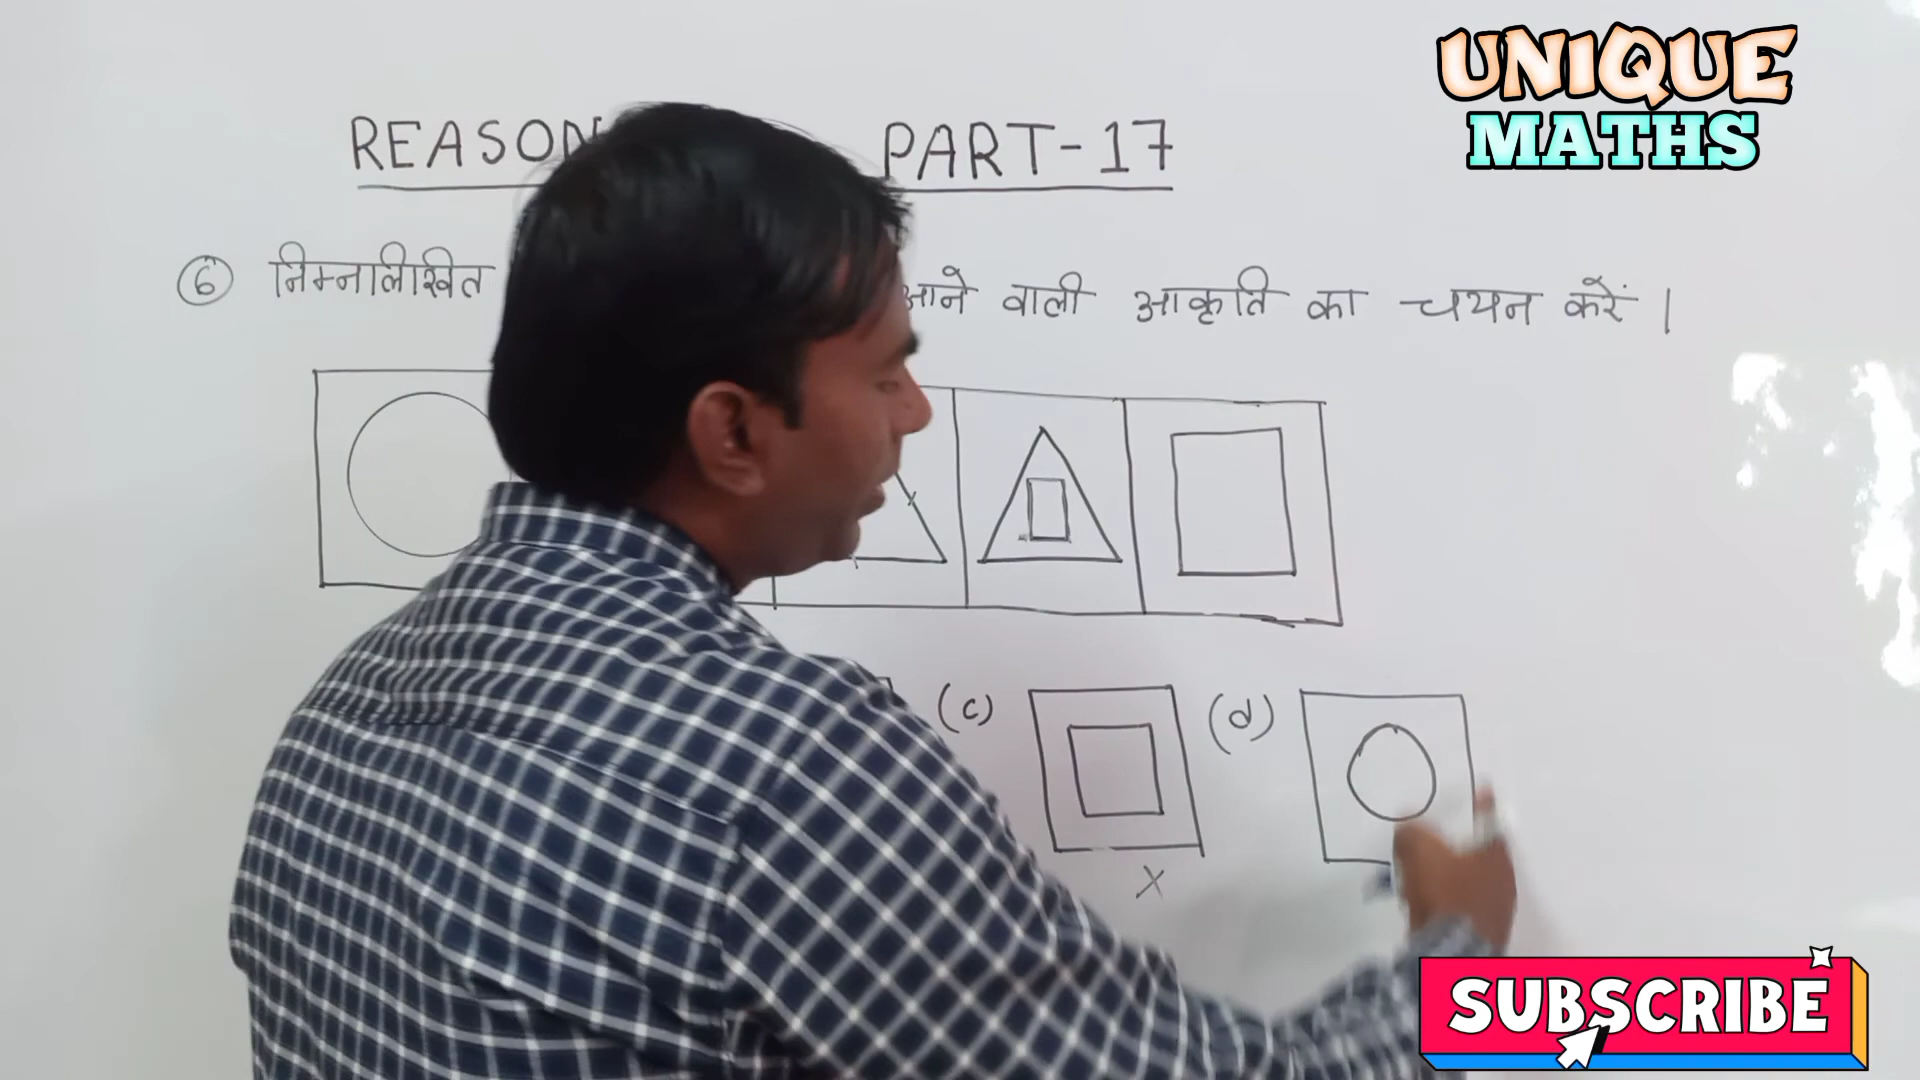 UNIQUE
MATHS
REASON PART-17
6 निम्नलिखित आने वाली आकृति का चयन करें |
(c) (d)
X
SUBSCRIBE